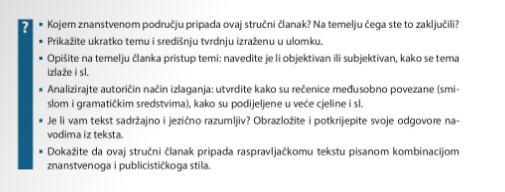 ?
▪ Kojem znanstvenom području pripada ovaj stručni članak? Na temelju čega ste to zaključili?
▪ Prikažite ukratko temu i središnju tvrdnju izraženu u ulomku.
▪ Opišite na temelju članka pristup temi: navedite je li objektivan ili subjektivan, kako se tema
izlaže i sl.
▪ Analizirajte autoričin način izlaganja: utvrdite kako su rečenice međusobno povezane (smi-
slom i gramatičkim sredstvima), kako su podijeljene u veće cjeline i sl.
▪ Je li vam tekst sadržajno i jezično razumljiv? Obrazložite i potkrijepite svoje odgovore na-
vodima iz teksta.
▪ Dokažite da ovaj stručni članak pripada raspravljačkomu tekstu pisanom kombinacijom
znanstvenoga i publicističkoga stila.